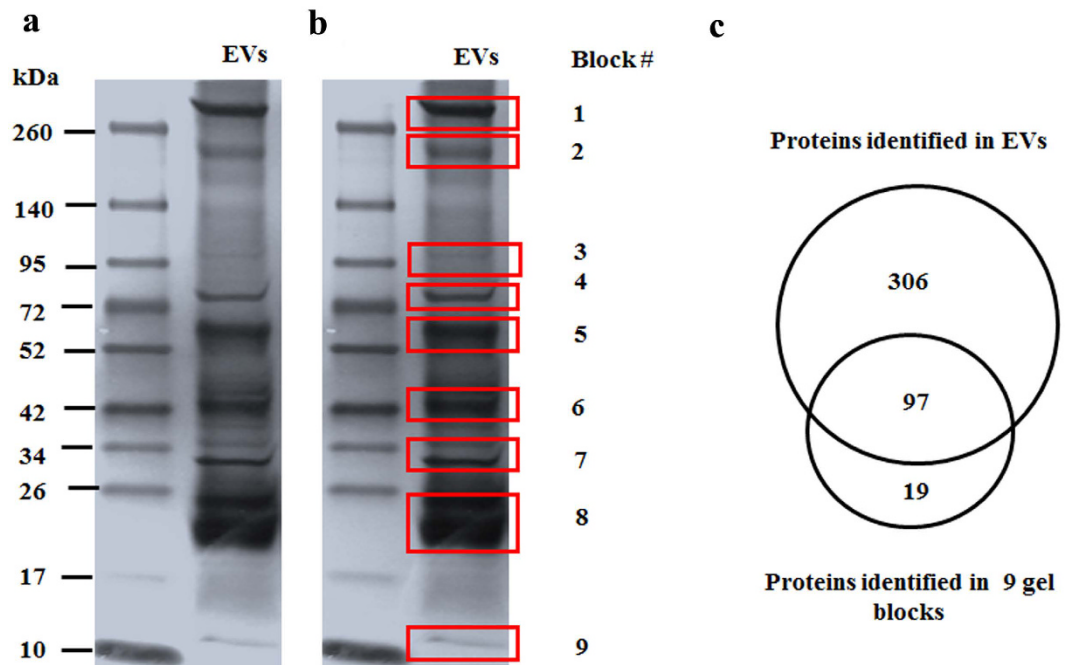 a
EVs
kDa
260
140
95
72
52
42
34
26
17
10
b
EVs
Block #
1
2
3
4
5
6
7
8
9
c
Proteins identified in EVs
306
97
19
Proteins identified in 9 gel
blocks